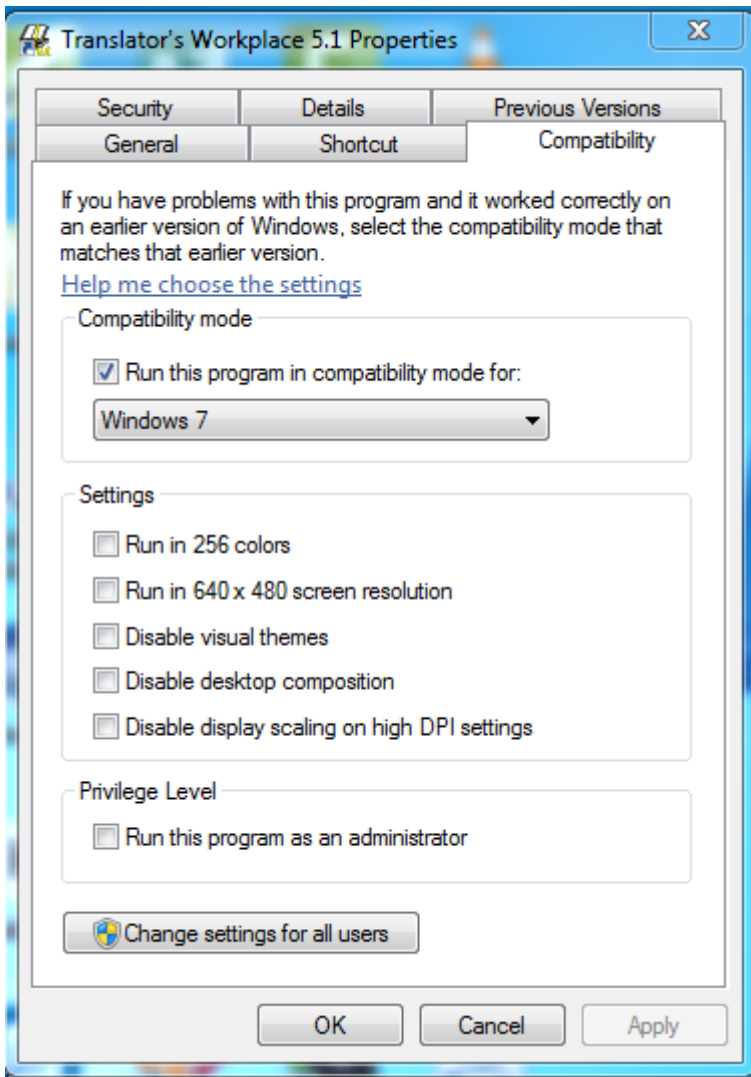 Translator's Workplace 5.1 Properties
Security Details Previous Versions
General Shortcut Compatibility
If you have problems with this program and it worked correctly on
an earlier version of Windows, select the compatibility mode that
matches that earlier version.
Help me choose the settings
Compatibility mode
Run this program in compatibility mode for:
Windows 7
Settings
Run in 256 colors
Run in 640 x 480 screen resolution
Disable visual themes
Disable desktop composition
Disable display scaling on high DPI settings
Privilege Level
Run this program as an administrator
Change settings for all users
OK Cancel Apply